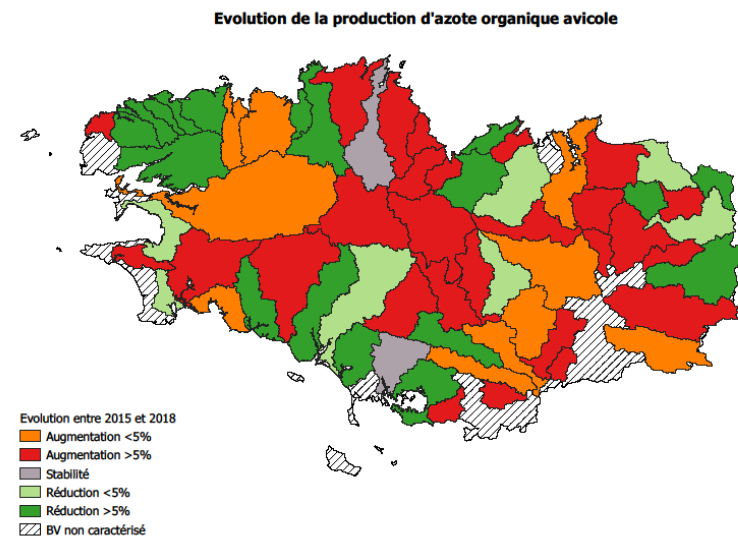 Evolution de la production d'azote organique avicole
Evolution entre 2015 et 2018
Augmentation <5%
Augmentation >5%
Stabilité
Réduction <5%
Réduction >5%
BV non caractérisé